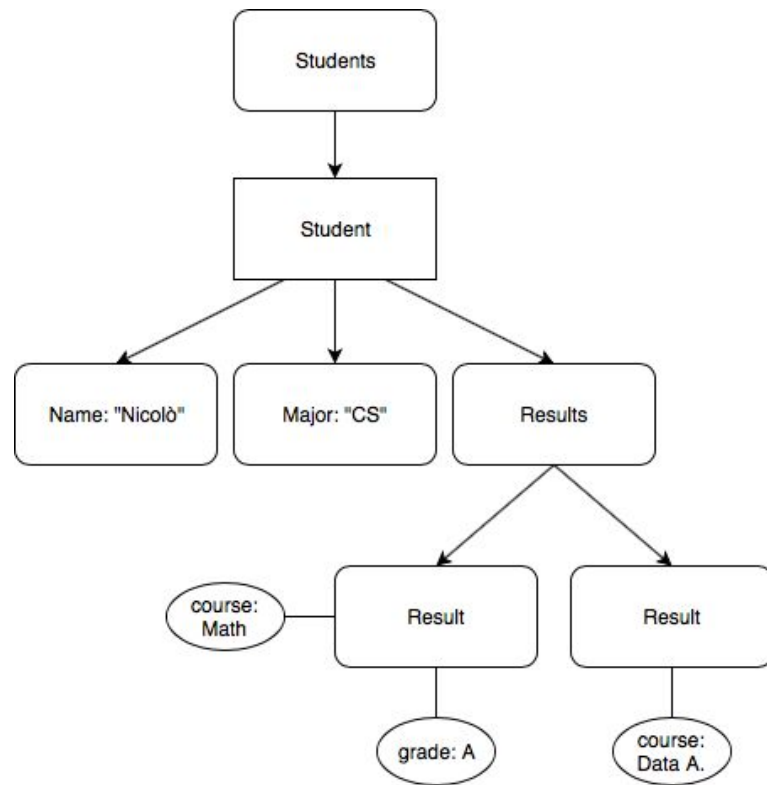 Students
Student
Name: "Nicolò"
Major: "CS"
Results
course:
Math
Result
Result
grade: A
course:
Data A.